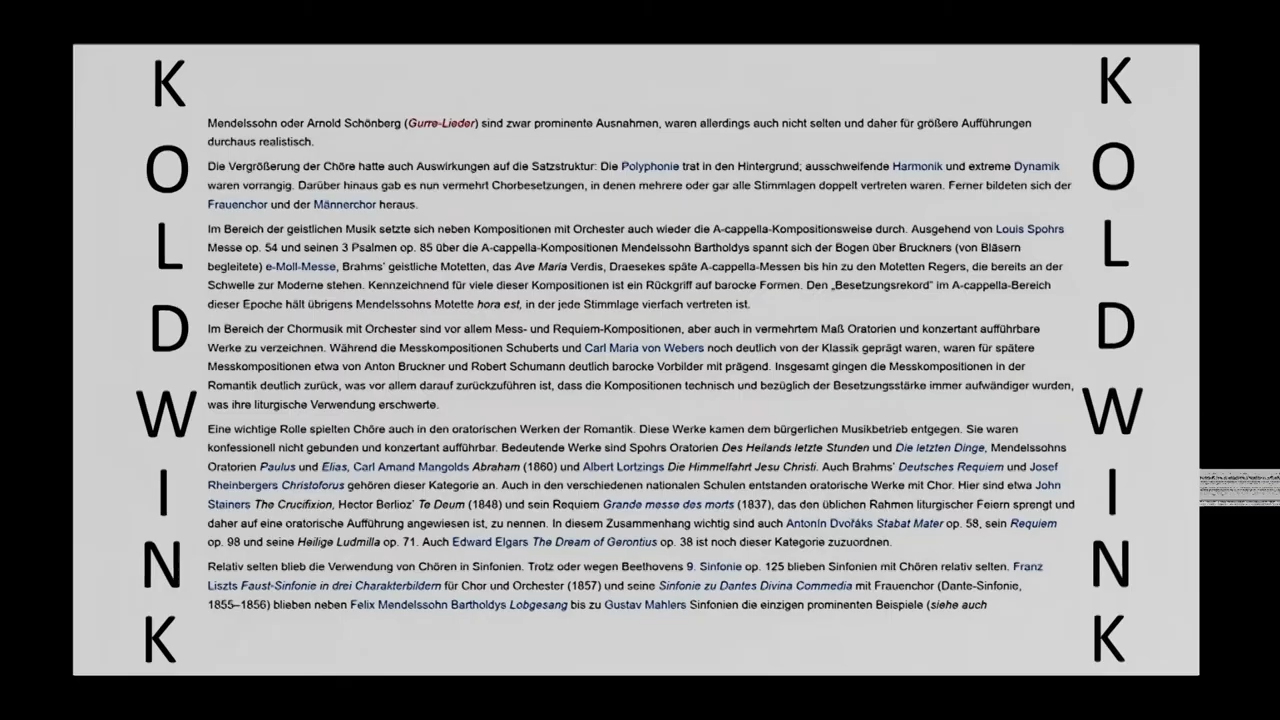 KOLDWINK
Mendelssohn oder Arnold Schönberg (Gurre-Lieder) sind zwar prominente Ausnahmen, waren allerdings auch nicht selten und daher für größere Aufführungen
durchaus realistisch.
Die Vergrößerung der Chöre hatte auch Auswirkungen auf die Satzstruktur: Die Polyphonie trat in den Hintergrund; ausschweifende Harmonik und extreme Dynamik
waren vorrangig. Darüber hinaus gab es nun vermehrt Chorbesetzungen, in denen mehrere oder gar alle Stimmlagen doppelt vertreten waren. Ferner bildeten sich der
Frauenchor und der Männerchor heraus.
Im Bereich der geistlichen Musik setzte sich neben Kompositionen mit Orchester auch wieder die A-cappella-Kompositionsweise durch. Ausgehend von Louis Spohrs
Messe op. 54 und seinen 3 Psalmen op. 85 über die A-cappella-Kompositionen Mendelssohn Bartholdys spannt sich der Bogen über Bruckners (von Bläsern
begleitete) e-Moll-Messe, Brahms' geistliche Motetten, das Ave Maria Verdis, Draesekes späte A-cappella-Messen bis hin zu den Motetten Regers, die bereits an der
Schwelle zur Moderne stehen. Kennzeichnend für viele dieser Kompositionen ist ein Rückgriff auf barocke Formen. Den „Besetzungsrekord“ im A-cappella-Bereich
dieser Epoche hält übrigens Mendelssohns Motette hora est, in der jede Stimmlage vierfach vertreten ist.
Im Bereich der Chormusik mit Orchester sind vor allem Mess- und Requiem-Kompositionen, aber auch in vermehrtem Maß Oratorien und konzertant aufführbare
Werke zu verzeichnen. Während die Messkompositionen Schuberts und Carl Maria von Webers noch deutlich von der Klassik geprägt waren, waren für spätere
Messkompositionen etwa von Anton Bruckner und Robert Schumann deutlich barocke Vorbilder mit prägend. Insgesamt gingen die Messkompositionen in der
Romantik deutlich zurück, was vor allem darauf zurückzuführen ist, dass die Kompositionen technisch und bezüglich der Besetzungsstärke immer aufwändiger wurden,
was ihre liturgische Verwendung erschwerte.
Eine wichtige Rolle spielten Chöre auch in den oratorischen Werken der Romantik. Diese Werke kamen dem bürgerlichen Musikbetrieb entgegen. Sie waren
konfessionell nicht gebunden und konzertant aufführbar. Bedeutende Werke sind Spohrs Oratorien Des Heilands letzte Stunden und Die letzten Dinge, Mendelssohns
Oratorien Paulus und Elias, Carl Amand Mangolds Abraham (1860) und Albert Lortzings Die Himmelfahrt Jesu Christi. Auch Brahms' Deutsches Requiem und Josef
Rheinbergers Christoforus gehören dieser Kategorie an. Auch in den verschiedenen nationalen Schulen entstanden oratorische Werke mit Chor. Hier sind etwa John
Stainers The Crucifixion, Hector Berlioz' Te Deum (1848) und sein Requiem Grande messe des morts (1837), das den üblichen Rahmen liturgischer Feiern sprengt und
daher auf eine oratorische Aufführung angewiesen ist, zu nennen. In diesem Zusammenhang wichtig sind auch Antonín Dvořáks Stabat Mater op. 58, sein Requiem
op. 98 und seine Heilige Ludmilla op. 71. Auch Edward Elgars The Dream of Gerontius op. 38 ist noch dieser Kategorie zuzuordnen.
Relativ selten blieb die Verwendung von Chören in Sinfonien. Trotz oder wegen Beethovens 9. Sinfonie op. 125 blieben Sinfonien mit Chören relativ selten. Franz
Liszts Faust-Sinfonie in drei Charakterbildern für Chor und Orchester (1857) und seine Sinfonie zu Dantes Divina Commedia mit Frauenchor (Dante-Sinfonie,
1855–1856) blieben neben Felix Mendelssohn Bartholdys Lobgesang bis zu Gustav Mahlers Sinfonien die einzigen prominenten Beispiele (siehe auch
KOLDWINK